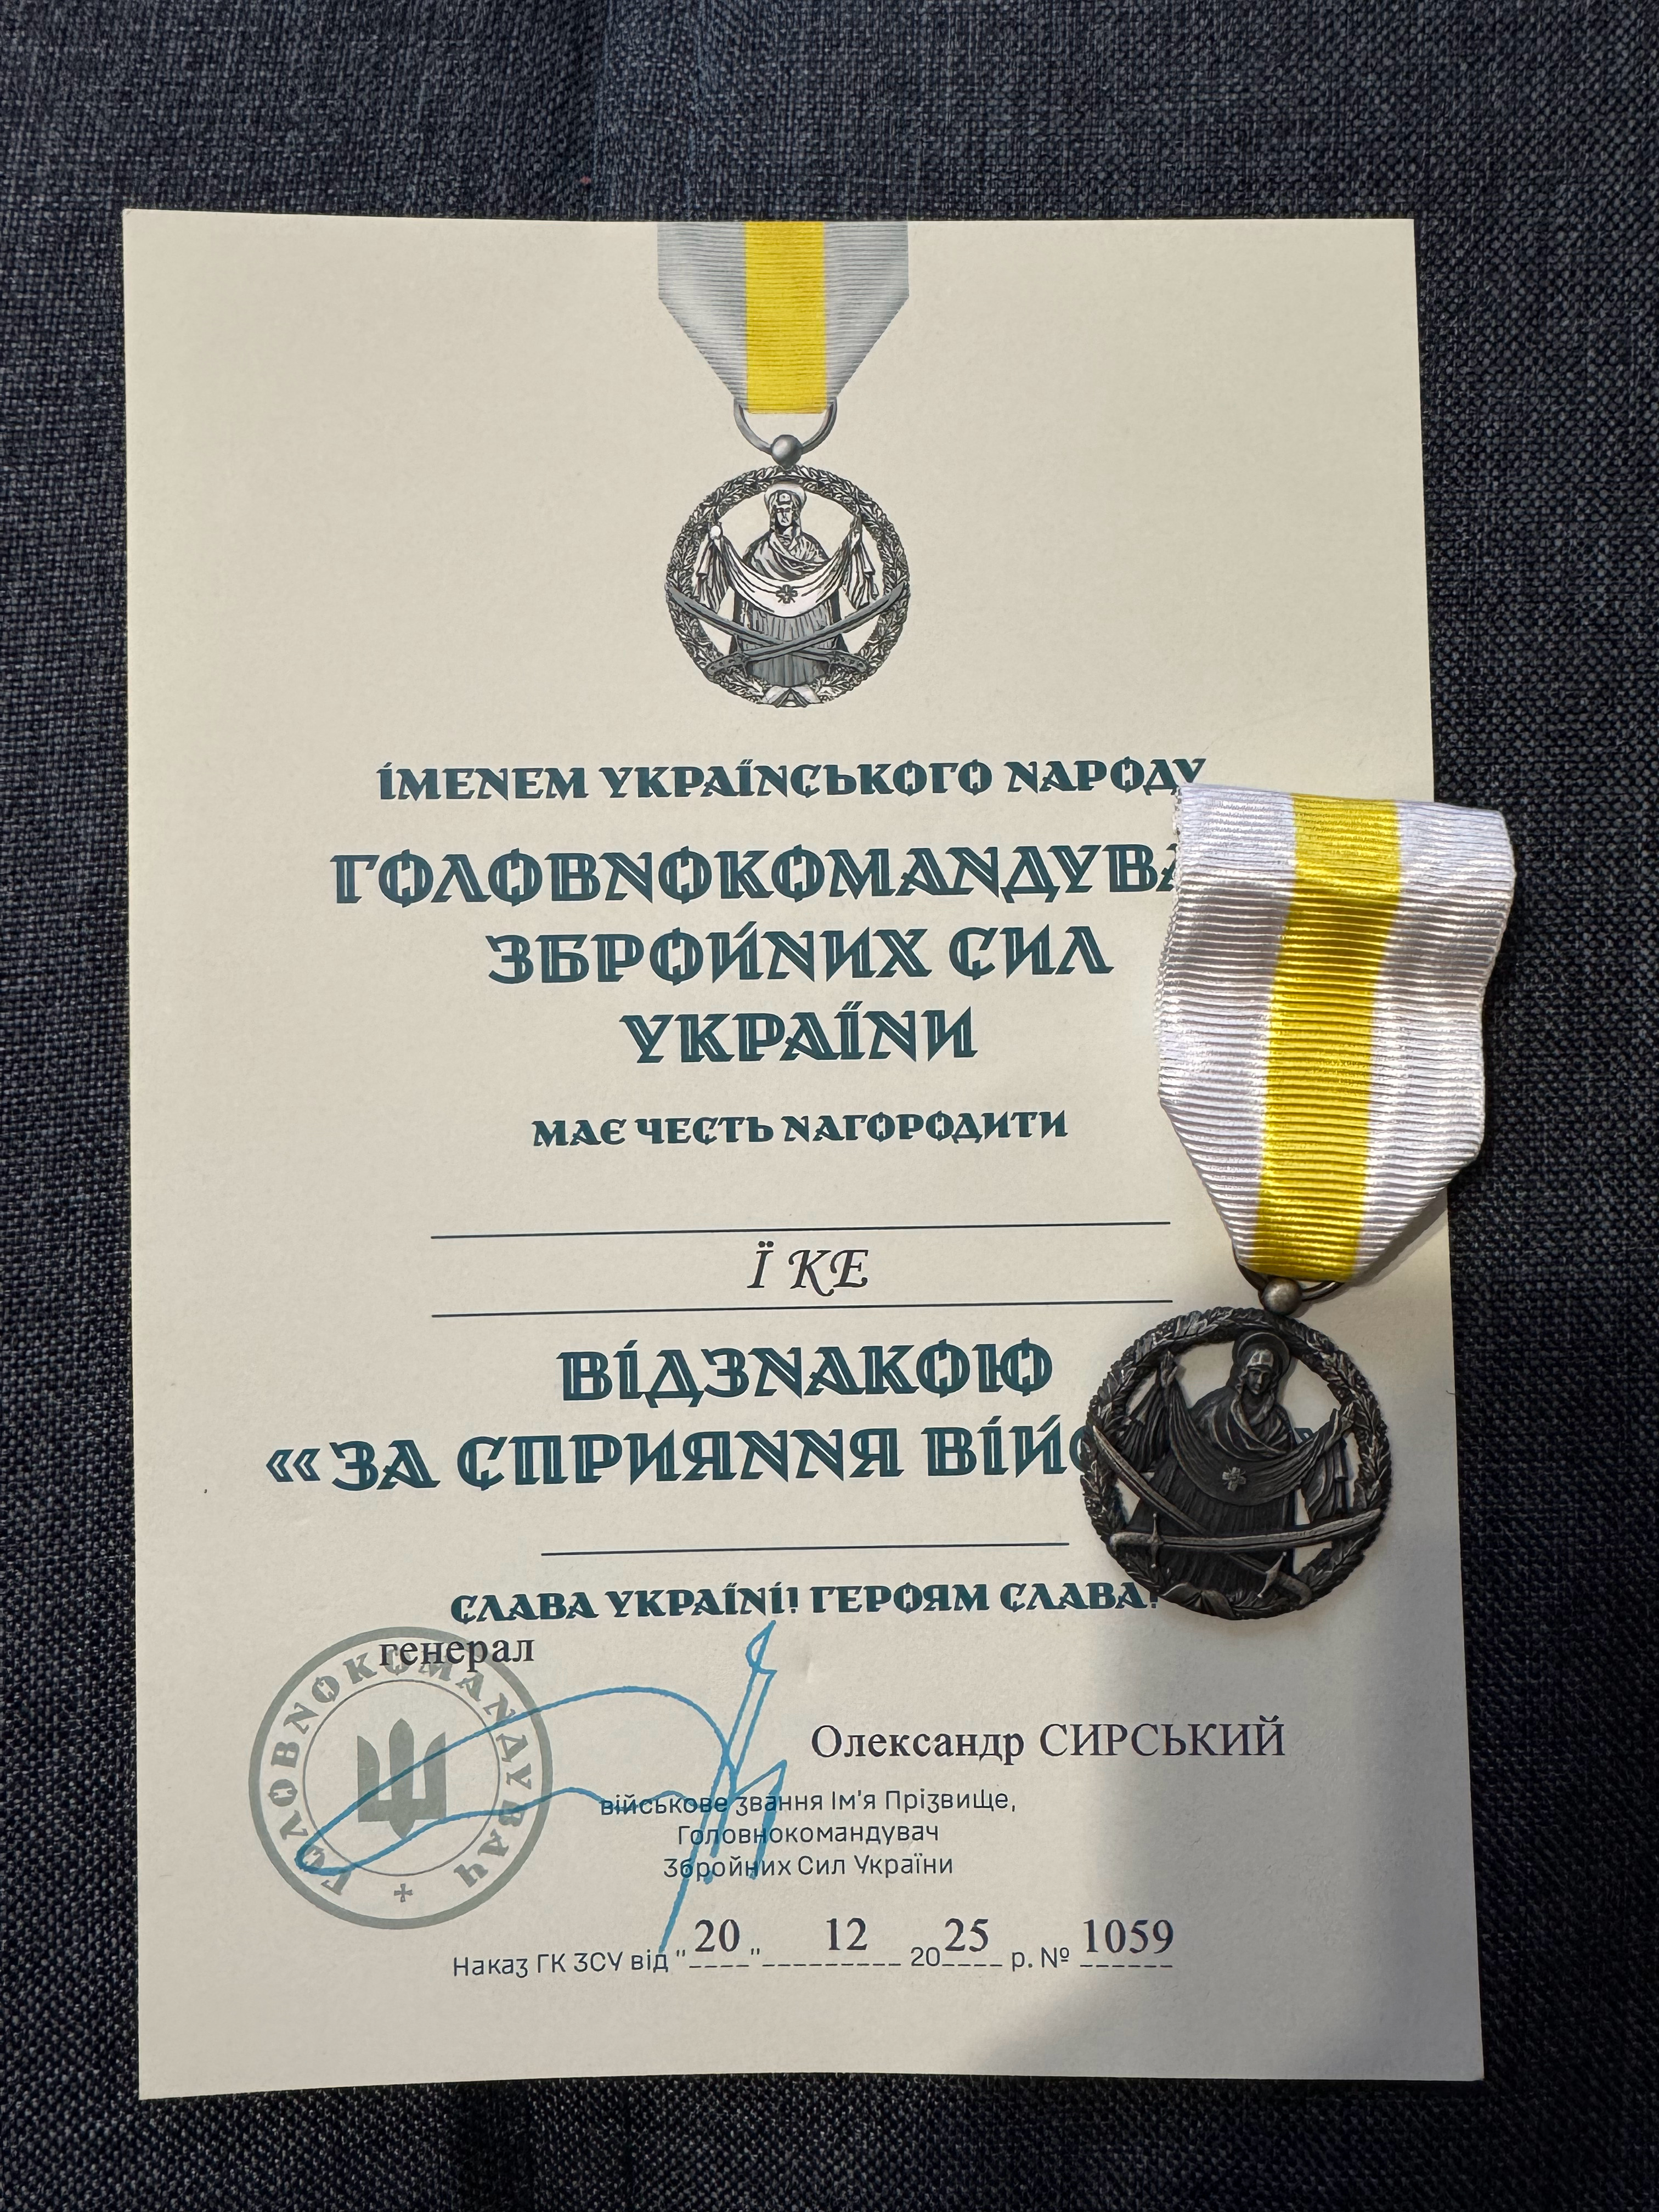 ІМЕНЕМ УКРАЇНСЬКОГО НАРОДУ
ЗБРОЙНИХ СИЛ
УКРАЇНИ
МАЄ ЧЕСТЬ НАГОРОДИТИ
Ї КЕ
ВІДЗНАКОЮ
«ЗА СПРИЯННЯ
СЛАВА УКРАЇНІ! ГЕРОЯМ СЛАВА!
генерал
ГОЛОВНОКОМАНДУВАЧ
Олександр СИРСЬКИЙ
військове звання Ім'я Прізвище,
Головнокомандувач
Збройних Сил України
Наказ ГК ЗСУ від "20" 12 2025 р. № 1059